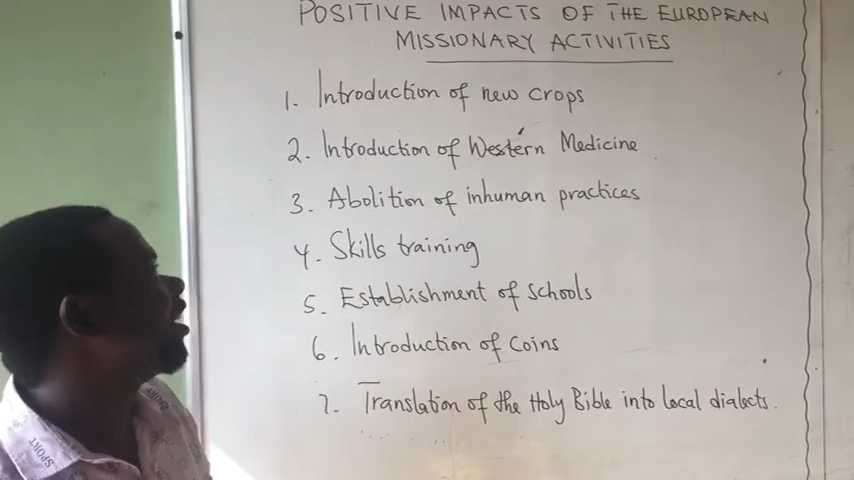 POSITIVE IMPACTS OF THE EUROPEAN
MISSIONARY ACTIVITIES
1. Introduction of new crops
2. Introduction of Western Medicine
3. Abolition of inhuman practices
4. Skills training
5. Establishment of schools
6. Introduction of coins
7. Translation of the Holy Bible into local dialects.
SPORT